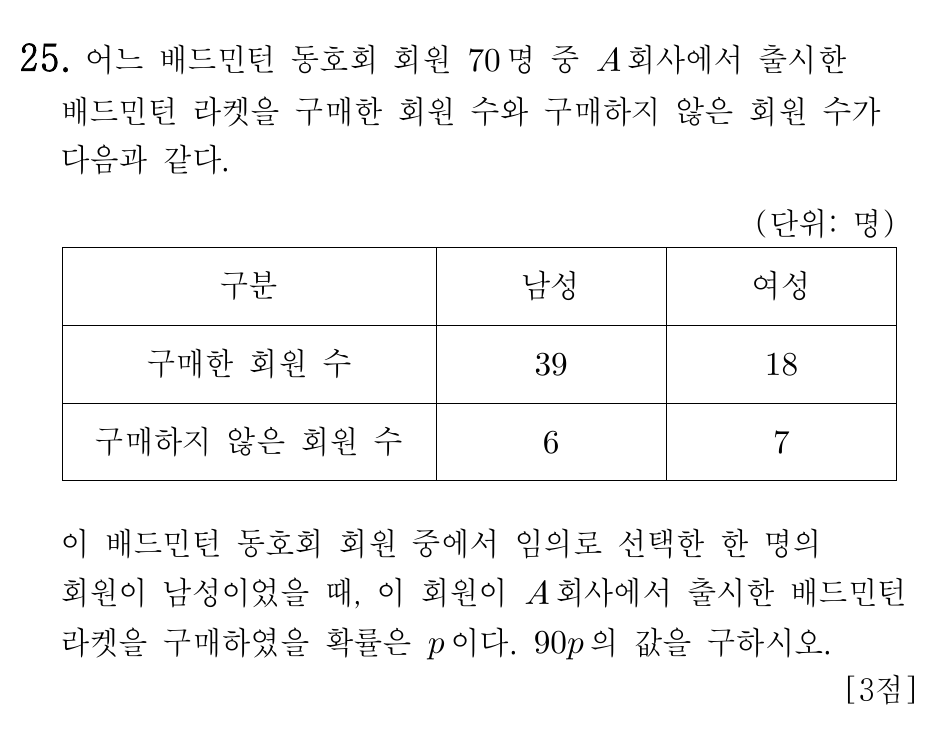 25. 어느 배드민턴 동호회 회원 70명 중 A회사에서 출시한
배드민턴 라켓을 구매한 회원 수와 구매하지 않은 회원 수가
다음과 같다.
(단위: 명)
구분 남성 여성
구매한 회원 수 39 18
구매하지 않은 회원 수 6 7
이 배드민턴 동호회 회원 중에서 임의로 선택한 한 명의
회원이 남성이었을 때, 이 회원이 A회사에서 출시한 배드민턴
라켓을 구매하였을 확률은 p이다. 90p의 값을 구하시오.
[3점]